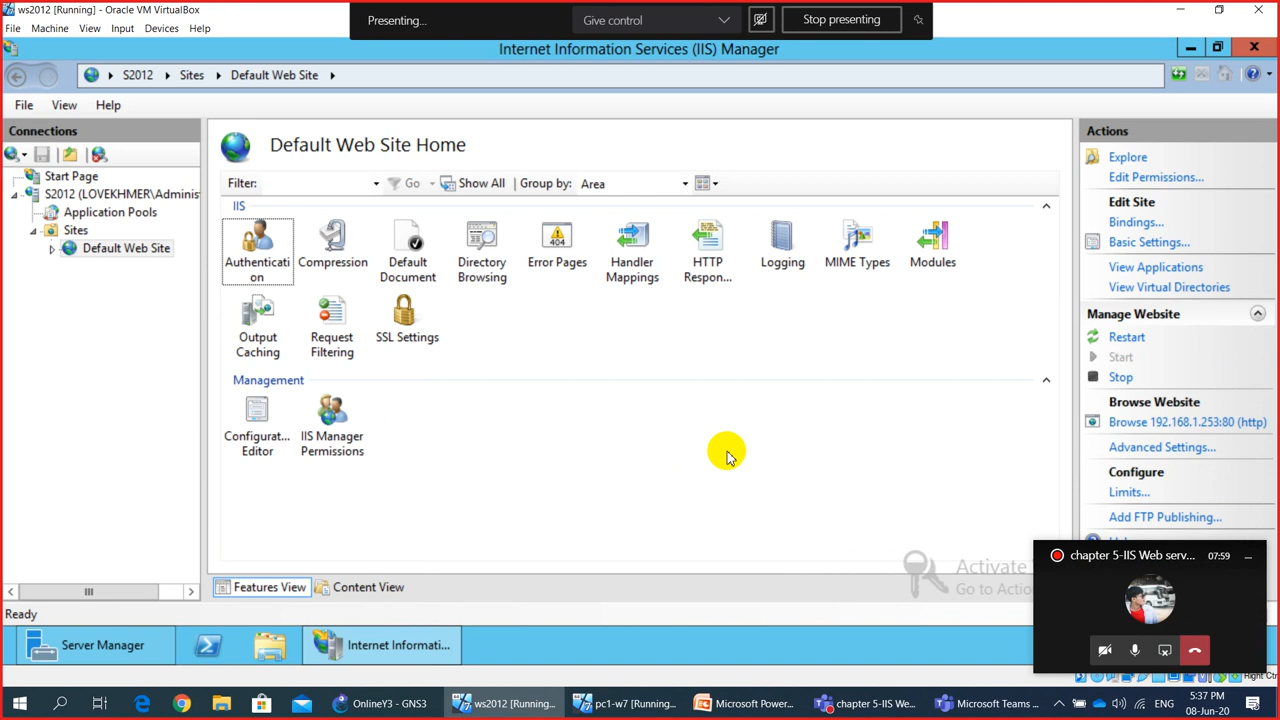 ws2012 [Running] - Oracle VM VirtualBox
Presenting...
Give control
Stop presenting
File Machine View Input Devices Help
Internet Information Services (IIS) Manager
S2012 Sites Default Web Site
File View Help
Connections
Start Page
S2012 (LOVEKHMER\Adminis
Application Pools
Sites
Default Web Site
Default Web Site Home
Filter: Go Show All Group by: Area
IIS
Authenticati
on
Compression
Default
Document
Directory
Browsing
Error Pages
404
Handler
Mappings
HTTP
Respon...
Logging
MIME Types
Modules
Output
Caching
Request
Filtering
SSL Settings
Management
Configurat...
Editor
IIS Manager
Permissions
Features View Content View
Activate
Go to Actio
Actions
Explore
Edit Permissions...
Edit Site
Bindings...
Basic Settings...
View Applications
View Virtual Directories
Manage Website
Restart
Start
Stop
Browse Website
Browse 192.168.1.253:80 (http)
Advanced Settings...
Configure
Limits...
Add FTP Publishing...
chapter 5-IIS Web serv... 07:59
Ready
Server Manager
Internet Informati...
Right Ctr
OnlineY3 - GNS3
ws2012 [Running...
pc1-w7 [Running...
Microsoft Power...
chapter 5-IIS We...
Microsoft Teams ...
ENG
5:37 PM
08-Jun-20